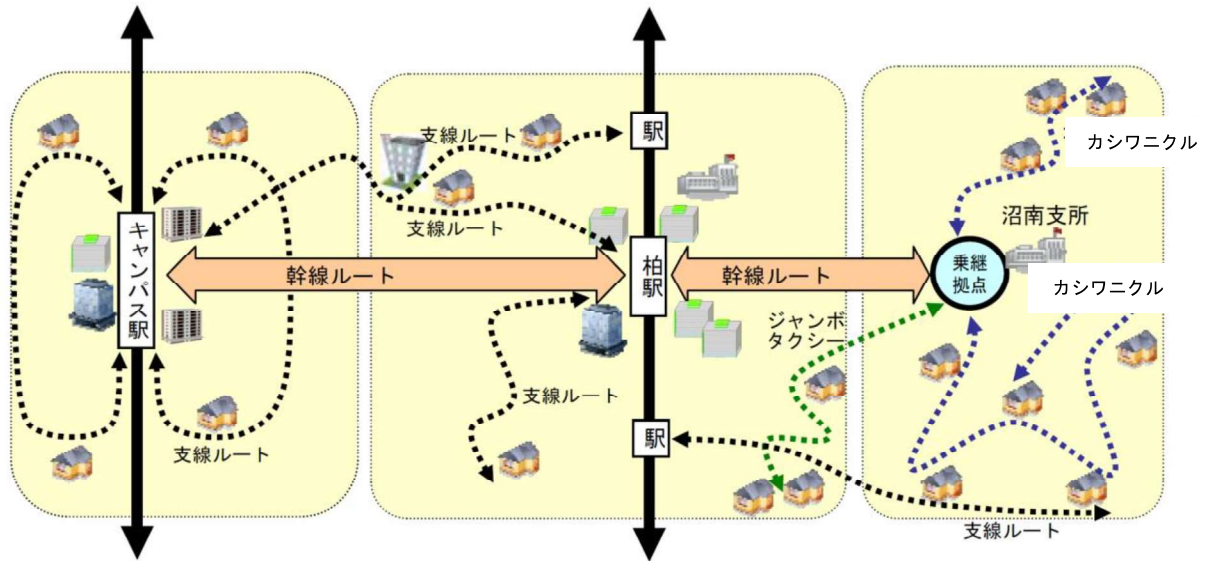 支線ルート
駅
カシワニクル
沼南支所
支線ルート
キャンパス駅
幹線ルート
柏駅
幹線ルート
乗継
拠点
カシワニクル
ジャンボ
タクシー
支線ルート
駅
支線ルート
支線ルート